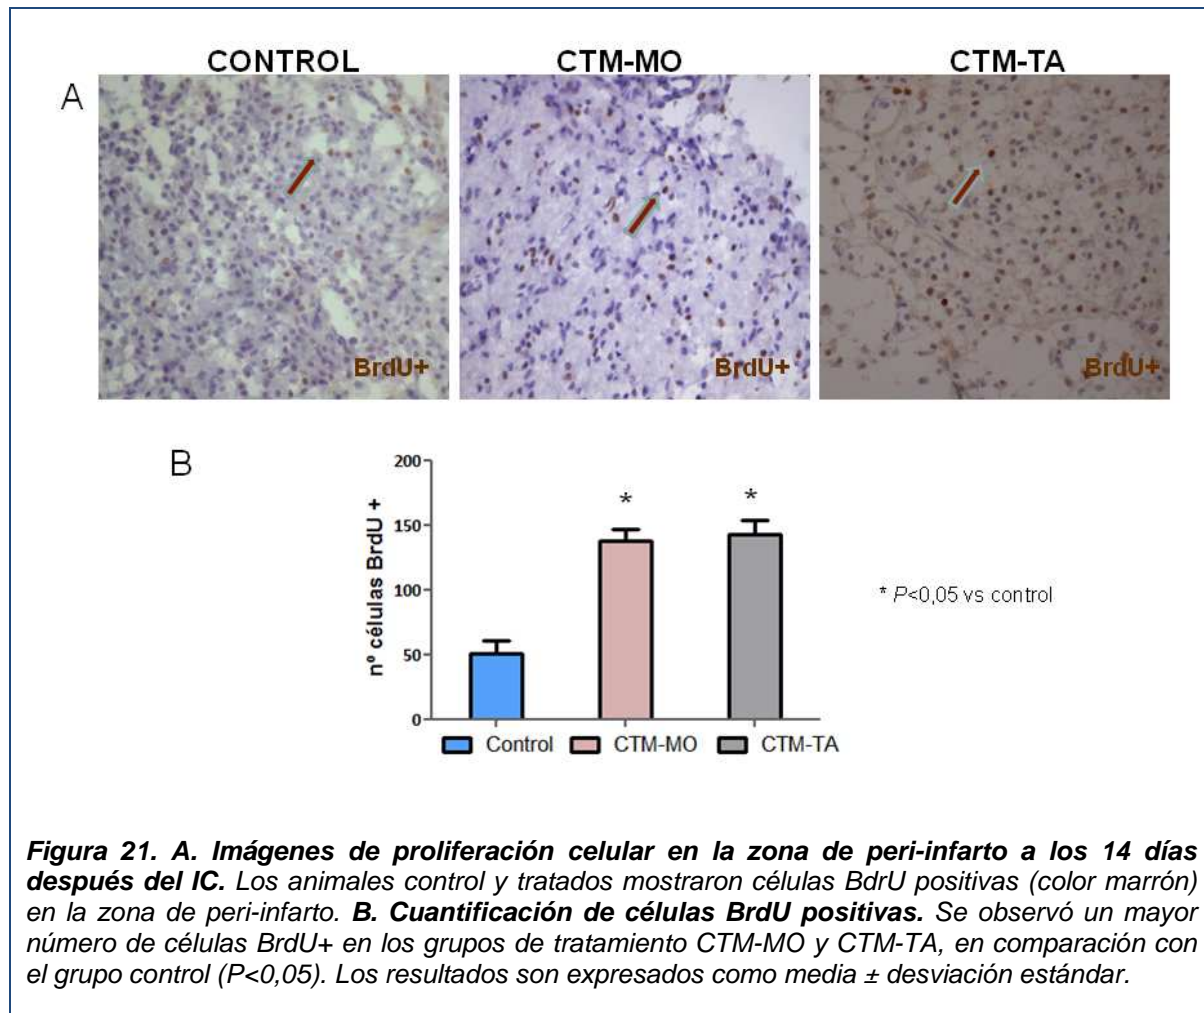 CONTROL CTM-MO CTM-TA
A
BrdU+ BrdU+ BrdU+
B
200
150
100
50
0
nº células BrdU +
* *
* P<0,05 vs control
Control CTM-MO CTM-TA
Figura 21. A. Imágenes de proliferación celular en la zona de peri-infarto a los 14 días
después del IC. Los animales control y tratados mostraron células BdrU positivas (color marrón)
en la zona de peri-infarto. B. Cuantificación de células BrdU positivas. Se observó un mayor
número de células BrdU+ en los grupos de tratamiento CTM-MO y CTM-TA, en comparación con
el grupo control (P<0,05). Los resultados son expresados como media ± desviación estándar.